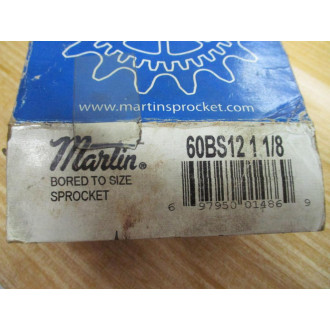 www.martinsprocket.com
Martin®
60BS12 1 1/8
BORED TO SIZE
SPROCKET
6 97950 01486 9